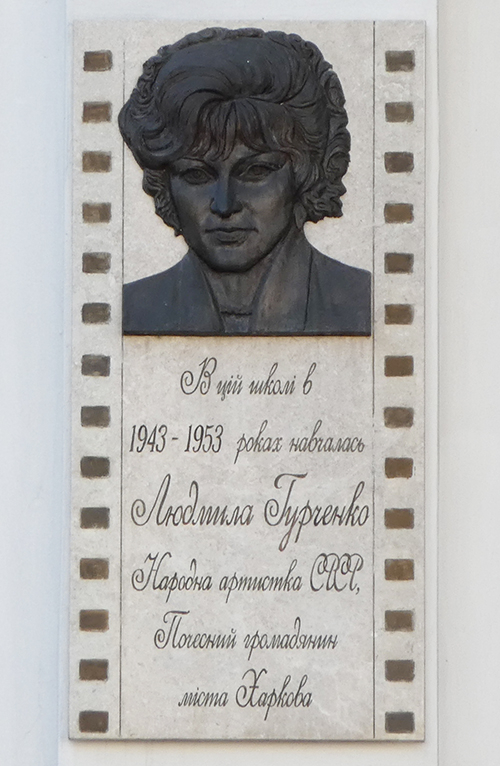 В цій школі в
1943-1953 роках навчалась
Людмила Гурченко
Народна артистка СРСР,
Почесний громадянин
міста Харкова